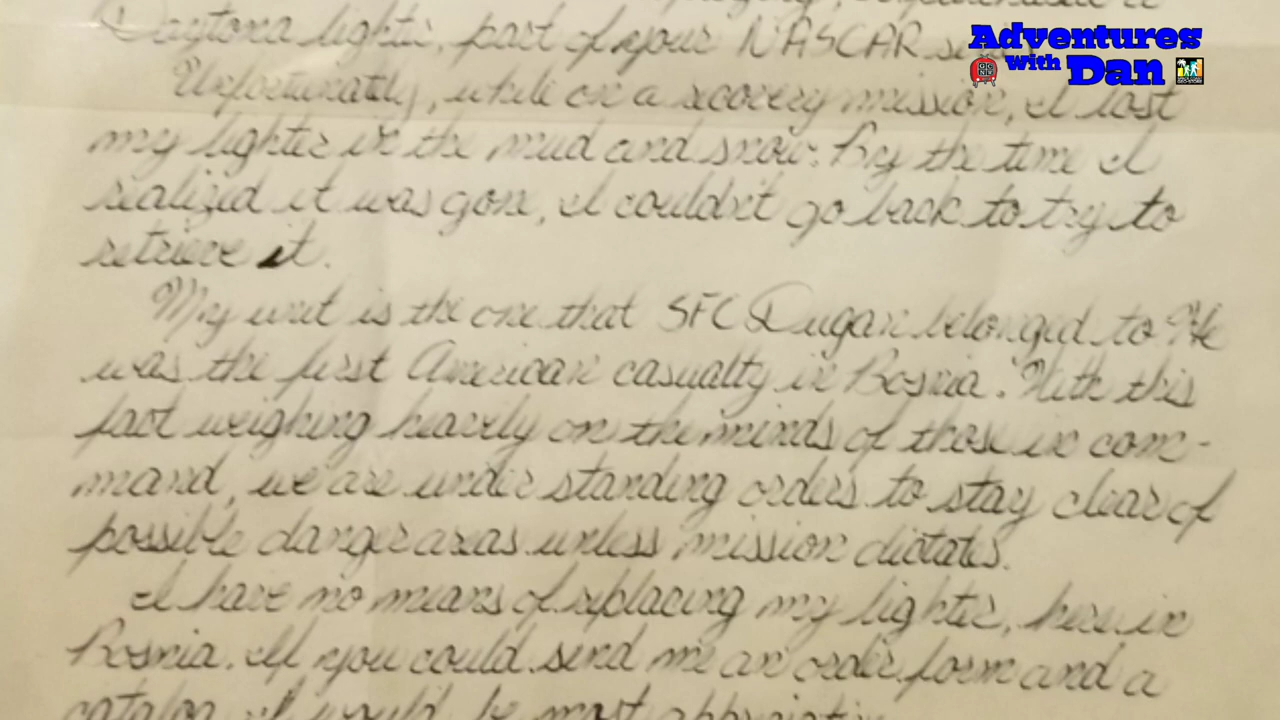 Daytona lighter, part of your NASCAR
Adventures
With Dan
Unfortunately, while on a recovery mission, I lost
my lighter in the mud and snow. By the time I
realized it was gone, I couldn't go back to try to
retrieve it.
My unit is the one that SFC Dugan belonged to. He
was the first American casualty in Bosnia. With this
fact weighing heavily on the minds of those in com-
mand, we are under standing orders to stay clear of
possible danger areas unless mission dictates.
I have no means of replacing my lighter, here in
Bosnia. If you could send me an order form and a
catalog, I would be most